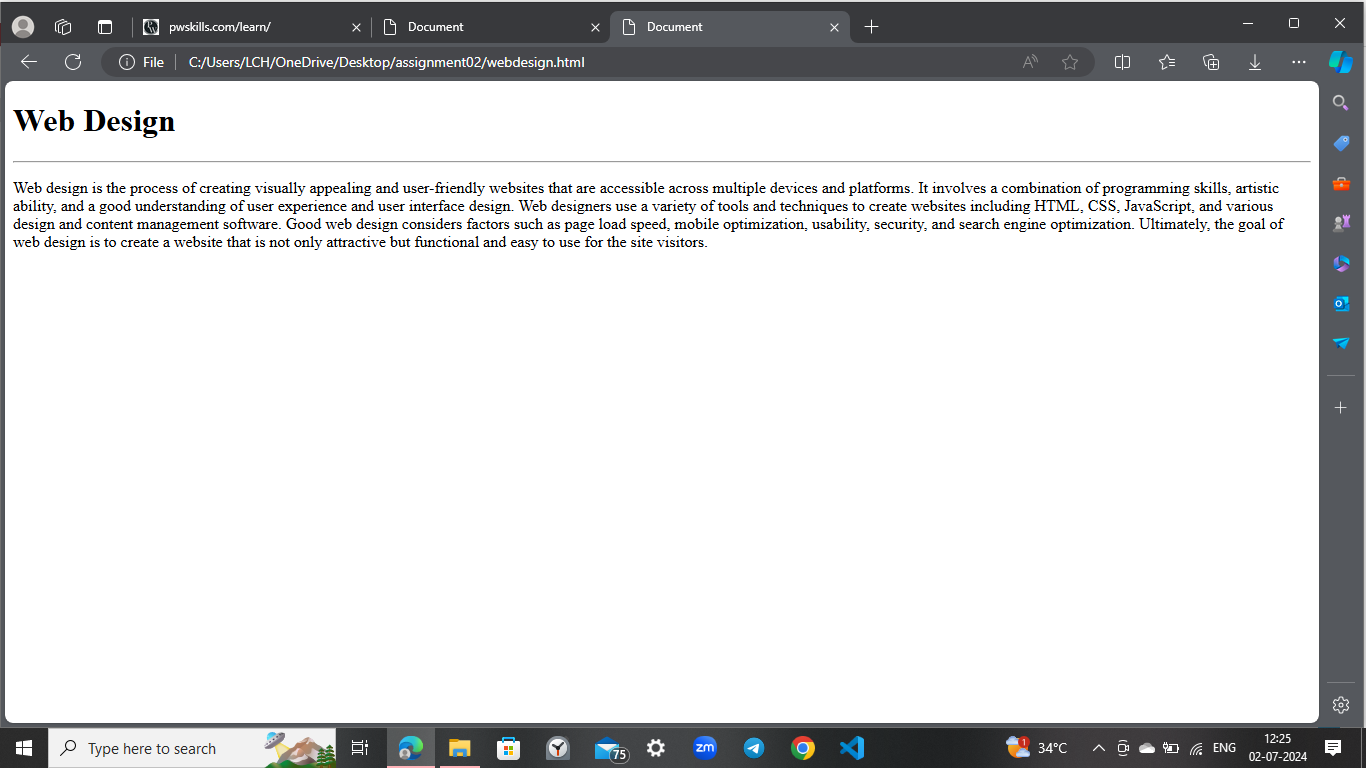 pwskills.com/learn/
Document
Document
File
C:/Users/LCH/OneDrive/Desktop/assignment02/webdesign.html
Web Design
Web design is the process of creating visually appealing and user-friendly websites that are accessible across multiple devices and platforms. It involves a combination of programming skills, artistic
ability, and a good understanding of user experience and user interface design. Web designers use a variety of tools and techniques to create websites including HTML, CSS, JavaScript, and various
design and content management software. Good web design considers factors such as page load speed, mobile optimization, usability, security, and search engine optimization. Ultimately, the goal of
web design is to create a website that is not only attractive but functional and easy to use for the site visitors.
Type here to search
75
zm
1
34°C
ENG
12:25
02-07-2024